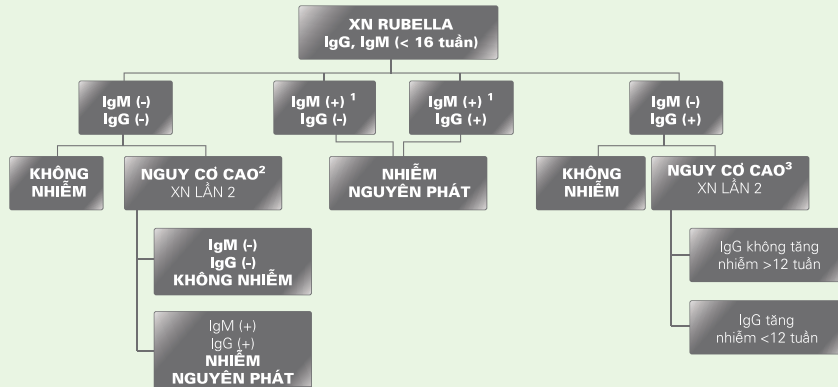 XN RUBELLA
IgG, IgM (< 16 tuần)
IgM (-)
IgG (-)
IgM (+) ¹
IgG (-)
IgM (+) ¹
IgG (+)
IgM (-)
IgG (+)
KHÔNG
NHIỄM
NGUY CƠ CAO²
XN LẦN 2
NHIỄM
NGUYÊN PHÁT
KHÔNG
NHIỄM
NGUY CƠ CAO³
XN LẦN 2
IgM (-)
IgG (-)
KHÔNG NHIỄM
IgM (+)
IgG (+)
NHIỄM
NGUYÊN PHÁT
IgG không tăng
nhiễm >12 tuần
IgG tăng
nhiễm <12 tuần